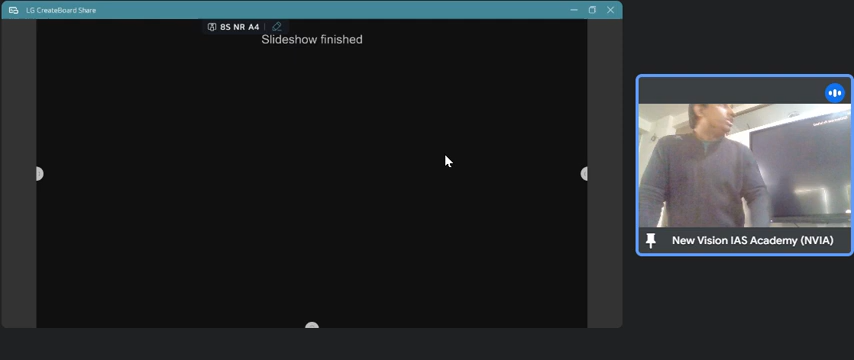 LG CreateBoard Share
8S NR A4
Slideshow finished
New Vision IAS Academy (NVIA)